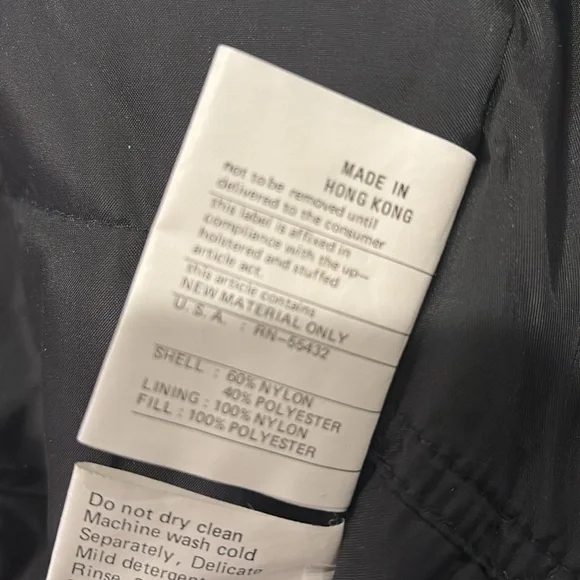 MADE IN
HONG KONG
not to be removed until
delivered to the consumer
this label is affixed in
compliance with the up—
holstered and stuffed
article act.
this article contains
NEW MATERIAL ONLY
U.S.A. : RN-55432
SHELL : 60% NYLON
40% POLYESTER
LINING : 100% NYLON
FILL : 100% POLYESTER
Do not dry clean
Machine wash cold
Separately, Delicate
Mild detergent
Rinse